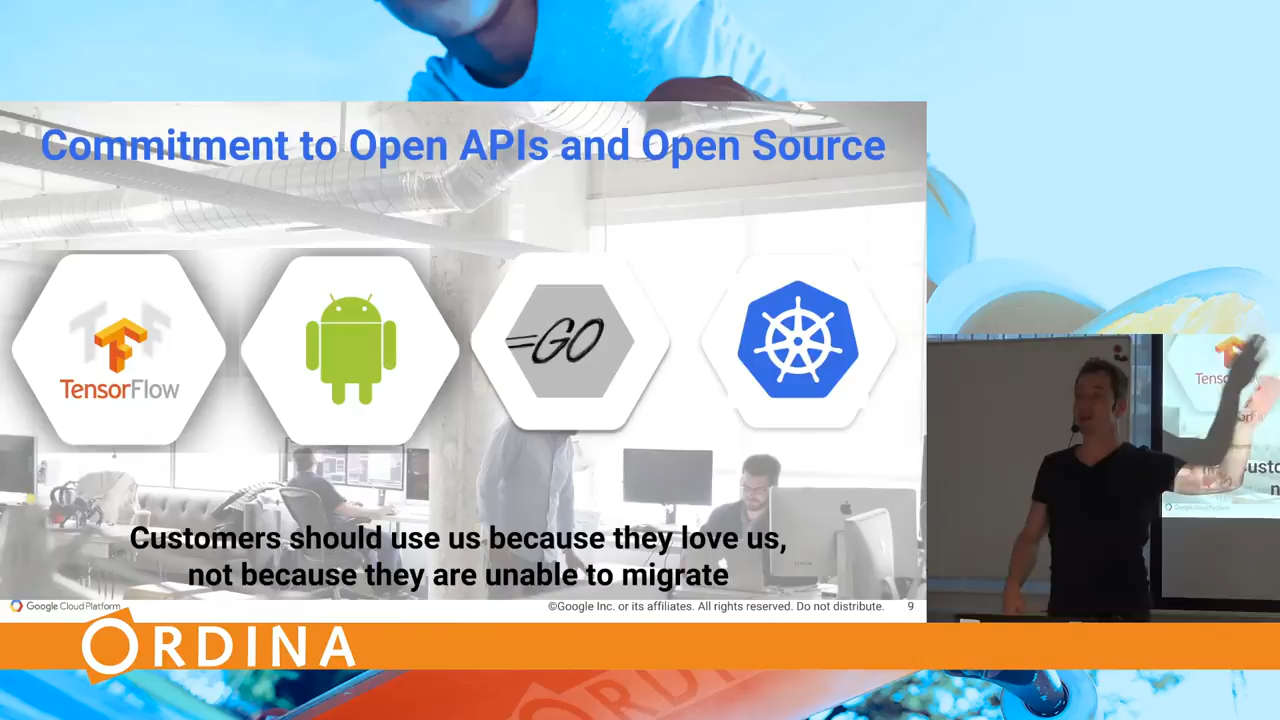 Commitment to Open APIs and Open Source
TF
TensorFlow
GO
Customers should use us because they love us,
not because they are unable to migrate
Google Cloud Platform
©Google Inc. or its affiliates. All rights reserved. Do not distribute.
9
ORDINA